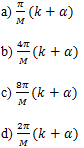 a) π/M (k + α)
b) 4π/M (k + α)
c) 8π/M (k + α)
d) 2π/M (k + α)